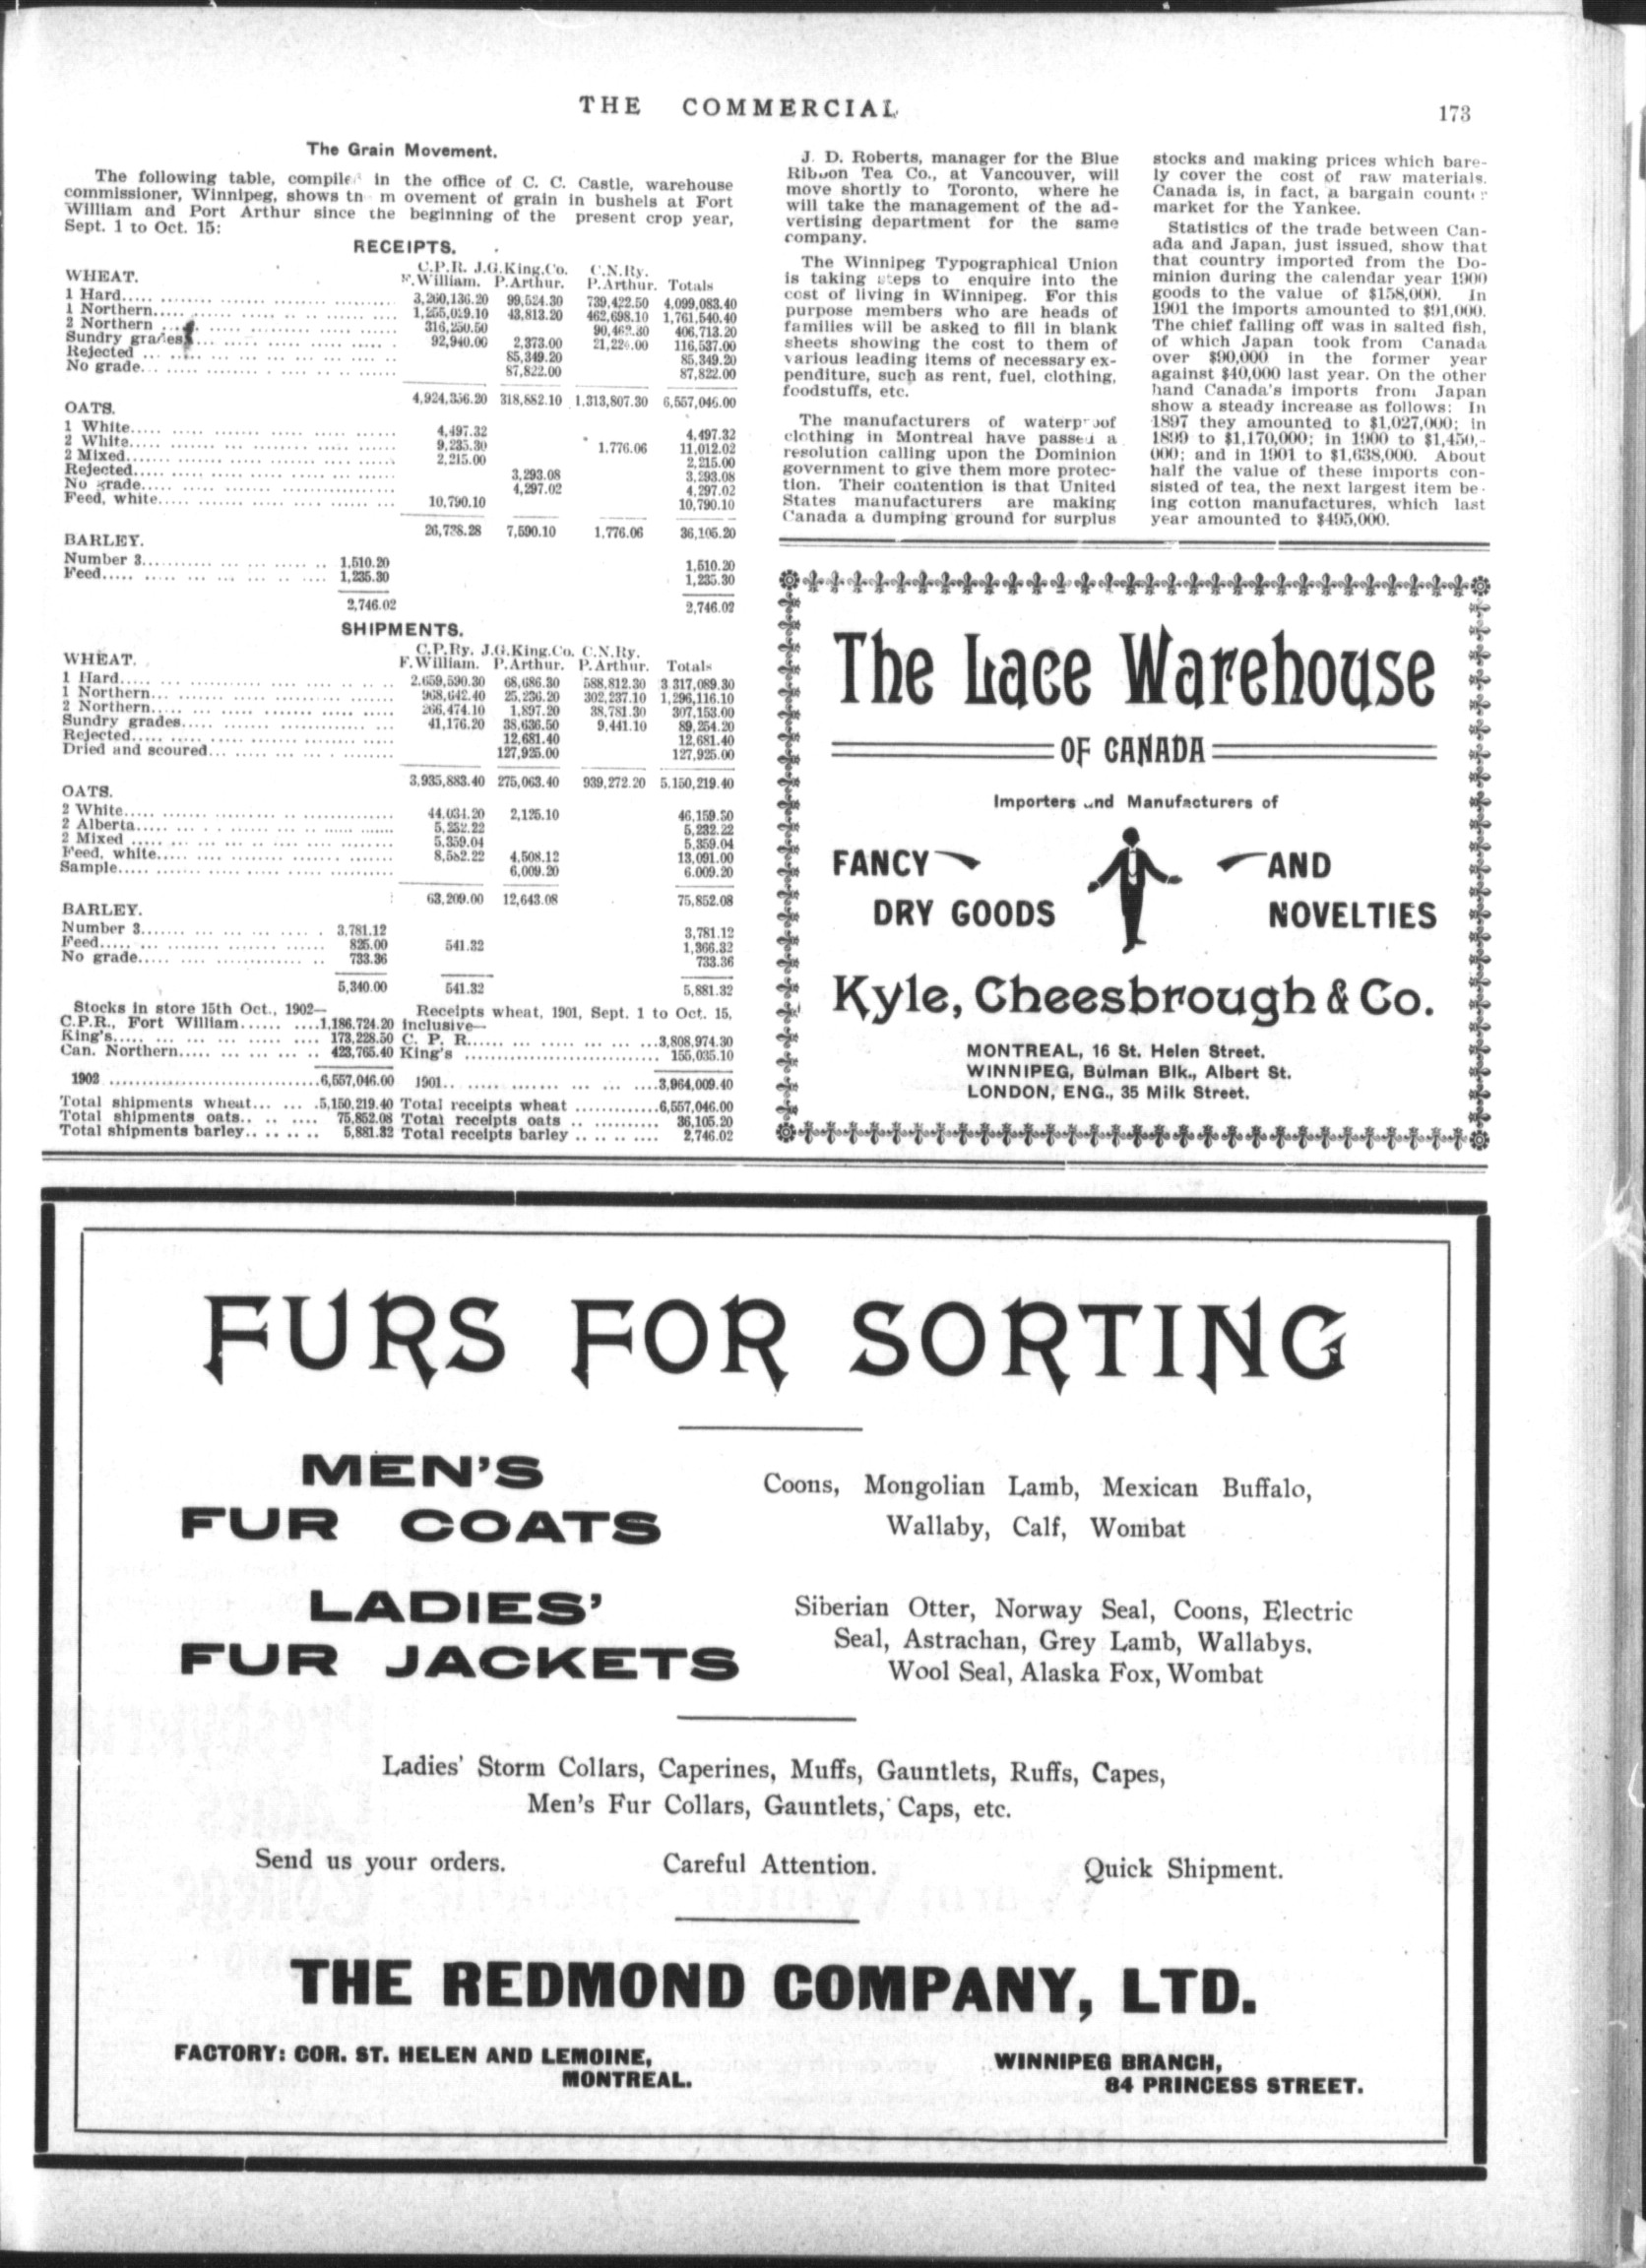 THE COMMERCIAL
173
The Grain Movement.
The following table, compiled in the office of C. C. Castle, warehouse
commissioner, Winnipeg, shows the movement of grain in bushels at Fort
William and Port Arthur since the beginning of the present crop year,
Sept. 1 to Oct. 15:
RECEIPTS.
C.P.R. J.G.King.Co. C.N.Ry.
WHEAT. F.William. P.Arthur. P.Arthur. Totals
1 Hard..... 3,260,136.20 99,524.30 739,422.50 4,099,083.40
1 Northern..... 1,255,029.10 43,813.20 462,698.10 1,761,540.40
2 Northern ..... 316,250.50 90,462.30 406,713.20
Sundry grades..... 92,940.00 2,373.00 21,224.00 116,537.00
Rejected ..... 85,349.20 85,349.20
No grade..... 87,822.00 87,822.00
4,924,356.20 318,882.10 1,313,807.30 6,557,046.00
OATS.
1 White..... 4,497.32 4,497.32
2 White..... 9,235.30 1,776.06 11,012.02
2 Mixed..... 2,215.00 2,215.00
Rejected..... 3,293.08 3,293.08
No grade..... 4,297.02 4,297.02
Feed, white..... 10,790.10 10,790.10
26,738.28 7,590.10 1,776.06 36,105.20
BARLEY.
Number 3..... 1,510.20 1,510.20
Feed..... 1,235.30 1,235.30
2,746.02 2,746.02
SHIPMENTS.
C.P.Ry. J.G.King.Co. C.N.Ry.
WHEAT. F.William. P.Arthur. P.Arthur. Totals
1 Hard..... 2,659,590.30 68,686.30 588,812.30 3 317,089.30
1 Northern..... 968,642.40 25,236.20 302,237.10 1,296,116.10
2 Northern..... 266,474.10 1,897.20 38,781.30 307,153.00
Sundry grades..... 41,176.20 38,636.50 9,441.10 89,254.20
Rejected..... 12,681.40 12,681.40
Dried and scoured..... 127,925.00 127,925.00
3,935,883.40 275,063.40 939,272.20 5,150,219.40
OATS.
2 White..... 44,034.20 2,125.10 46,159.50
2 Alberta..... 5,232.22 5,232.22
2 Mixed ..... 5,359.04 5,359.04
Feed, white..... 8,582.22 4,508.12 13,091.00
Sample..... 6,009.20 6,009.20
63,209.00 12,643.08 75,852.08
BARLEY.
Number 3..... 3,781.12 3,781.12
Feed..... 825.00 541.32 1,366.32
No grade..... 733.36 733.36
5,340.00 541.32 5,881.32
Stocks in store 15th Oct., 1902—
C.P.R., Fort William..... 1,186,724.20
King's..... 173,228.50
Can. Northern..... 423,765.40
1902 ..... 6,557,046.00
Total shipments wheat..... 5,150,219.40
Total shipments oats..... 75,852.08
Total shipments barley..... 5,881.32
Receipts wheat, 1901, Sept. 1 to Oct. 15,
inclusive—
C. P. R..... 3,808,974.30
King's ..... 155,035.10
1901..... 3,964,009.40
Total receipts wheat ..... 6,557,046.00
Total receipts oats ..... 36,105.20
Total receipts barley ..... 2,746.02
J. D. Roberts, manager for the Blue
Ribbon Tea Co., at Vancouver, will
move shortly to Toronto, where he
will take the management of the ad-
vertising department for the same
company.
The Winnipeg Typographical Union
is taking steps to enquire into the
cost of living in Winnipeg. For this
purpose members who are heads of
families will be asked to fill in blank
sheets showing the cost to them of
various leading items of necessary ex-
penditure, such as rent, fuel, clothing,
foodstuffs, etc.
The manufacturers of waterproof
clothing in Montreal have passed a
resolution calling upon the Dominion
government to give them more protec-
tion. Their contention is that United
States manufacturers are making
Canada a dumping ground for surplus
stocks and making prices which bare-
ly cover the cost of raw materials.
Canada is, in fact, a bargain counter
market for the Yankee.
Statistics of the trade between Can-
ada and Japan, just issued, show that
that country imported from the Do-
minion during the calendar year 1900
goods to the value of $158,000. In
1901 the imports amounted to $91,000.
The chief falling off was in salted fish,
of which Japan took from Canada
over $90,000 in the former year
against $40,000 last year. On the other
hand Canada's imports from Japan
show a steady increase as follows: In
1897 they amounted to $1,027,000; in
1899 to $1,170,000; in 1900 to $1,450,-
000; and in 1901 to $1,638,000. About
half the value of these imports con-
sisted of tea, the next largest item be-
ing cotton manufactures, which last
year amounted to $495,000.
The Lace Warehouse
OF CANADA
Importers and Manufacturers of
FANCY AND
DRY GOODS NOVELTIES
Kyle, Cheesbrough & Co.
MONTREAL, 16 St. Helen Street.
WINNIPEG, Bulman Blk., Albert St.
LONDON, ENG., 35 Milk Street.
FURS FOR SORTING
MEN'S
FUR COATS
Coons, Mongolian Lamb, Mexican Buffalo,
Wallaby, Calf, Wombat
LADIES'
FUR JACKETS
Siberian Otter, Norway Seal, Coons, Electric
Seal, Astrachan, Grey Lamb, Wallabys,
Wool Seal, Alaska Fox, Wombat
Ladies' Storm Collars, Caperines, Muffs, Gauntlets, Ruffs, Capes,
Men's Fur Collars, Gauntlets, Caps, etc.
Send us your orders. Careful Attention. Quick Shipment.
THE REDMOND COMPANY, LTD.
FACTORY: COR. ST. HELEN AND LEMOINE,
MONTREAL.
WINNIPEG BRANCH,
84 PRINCESS STREET.